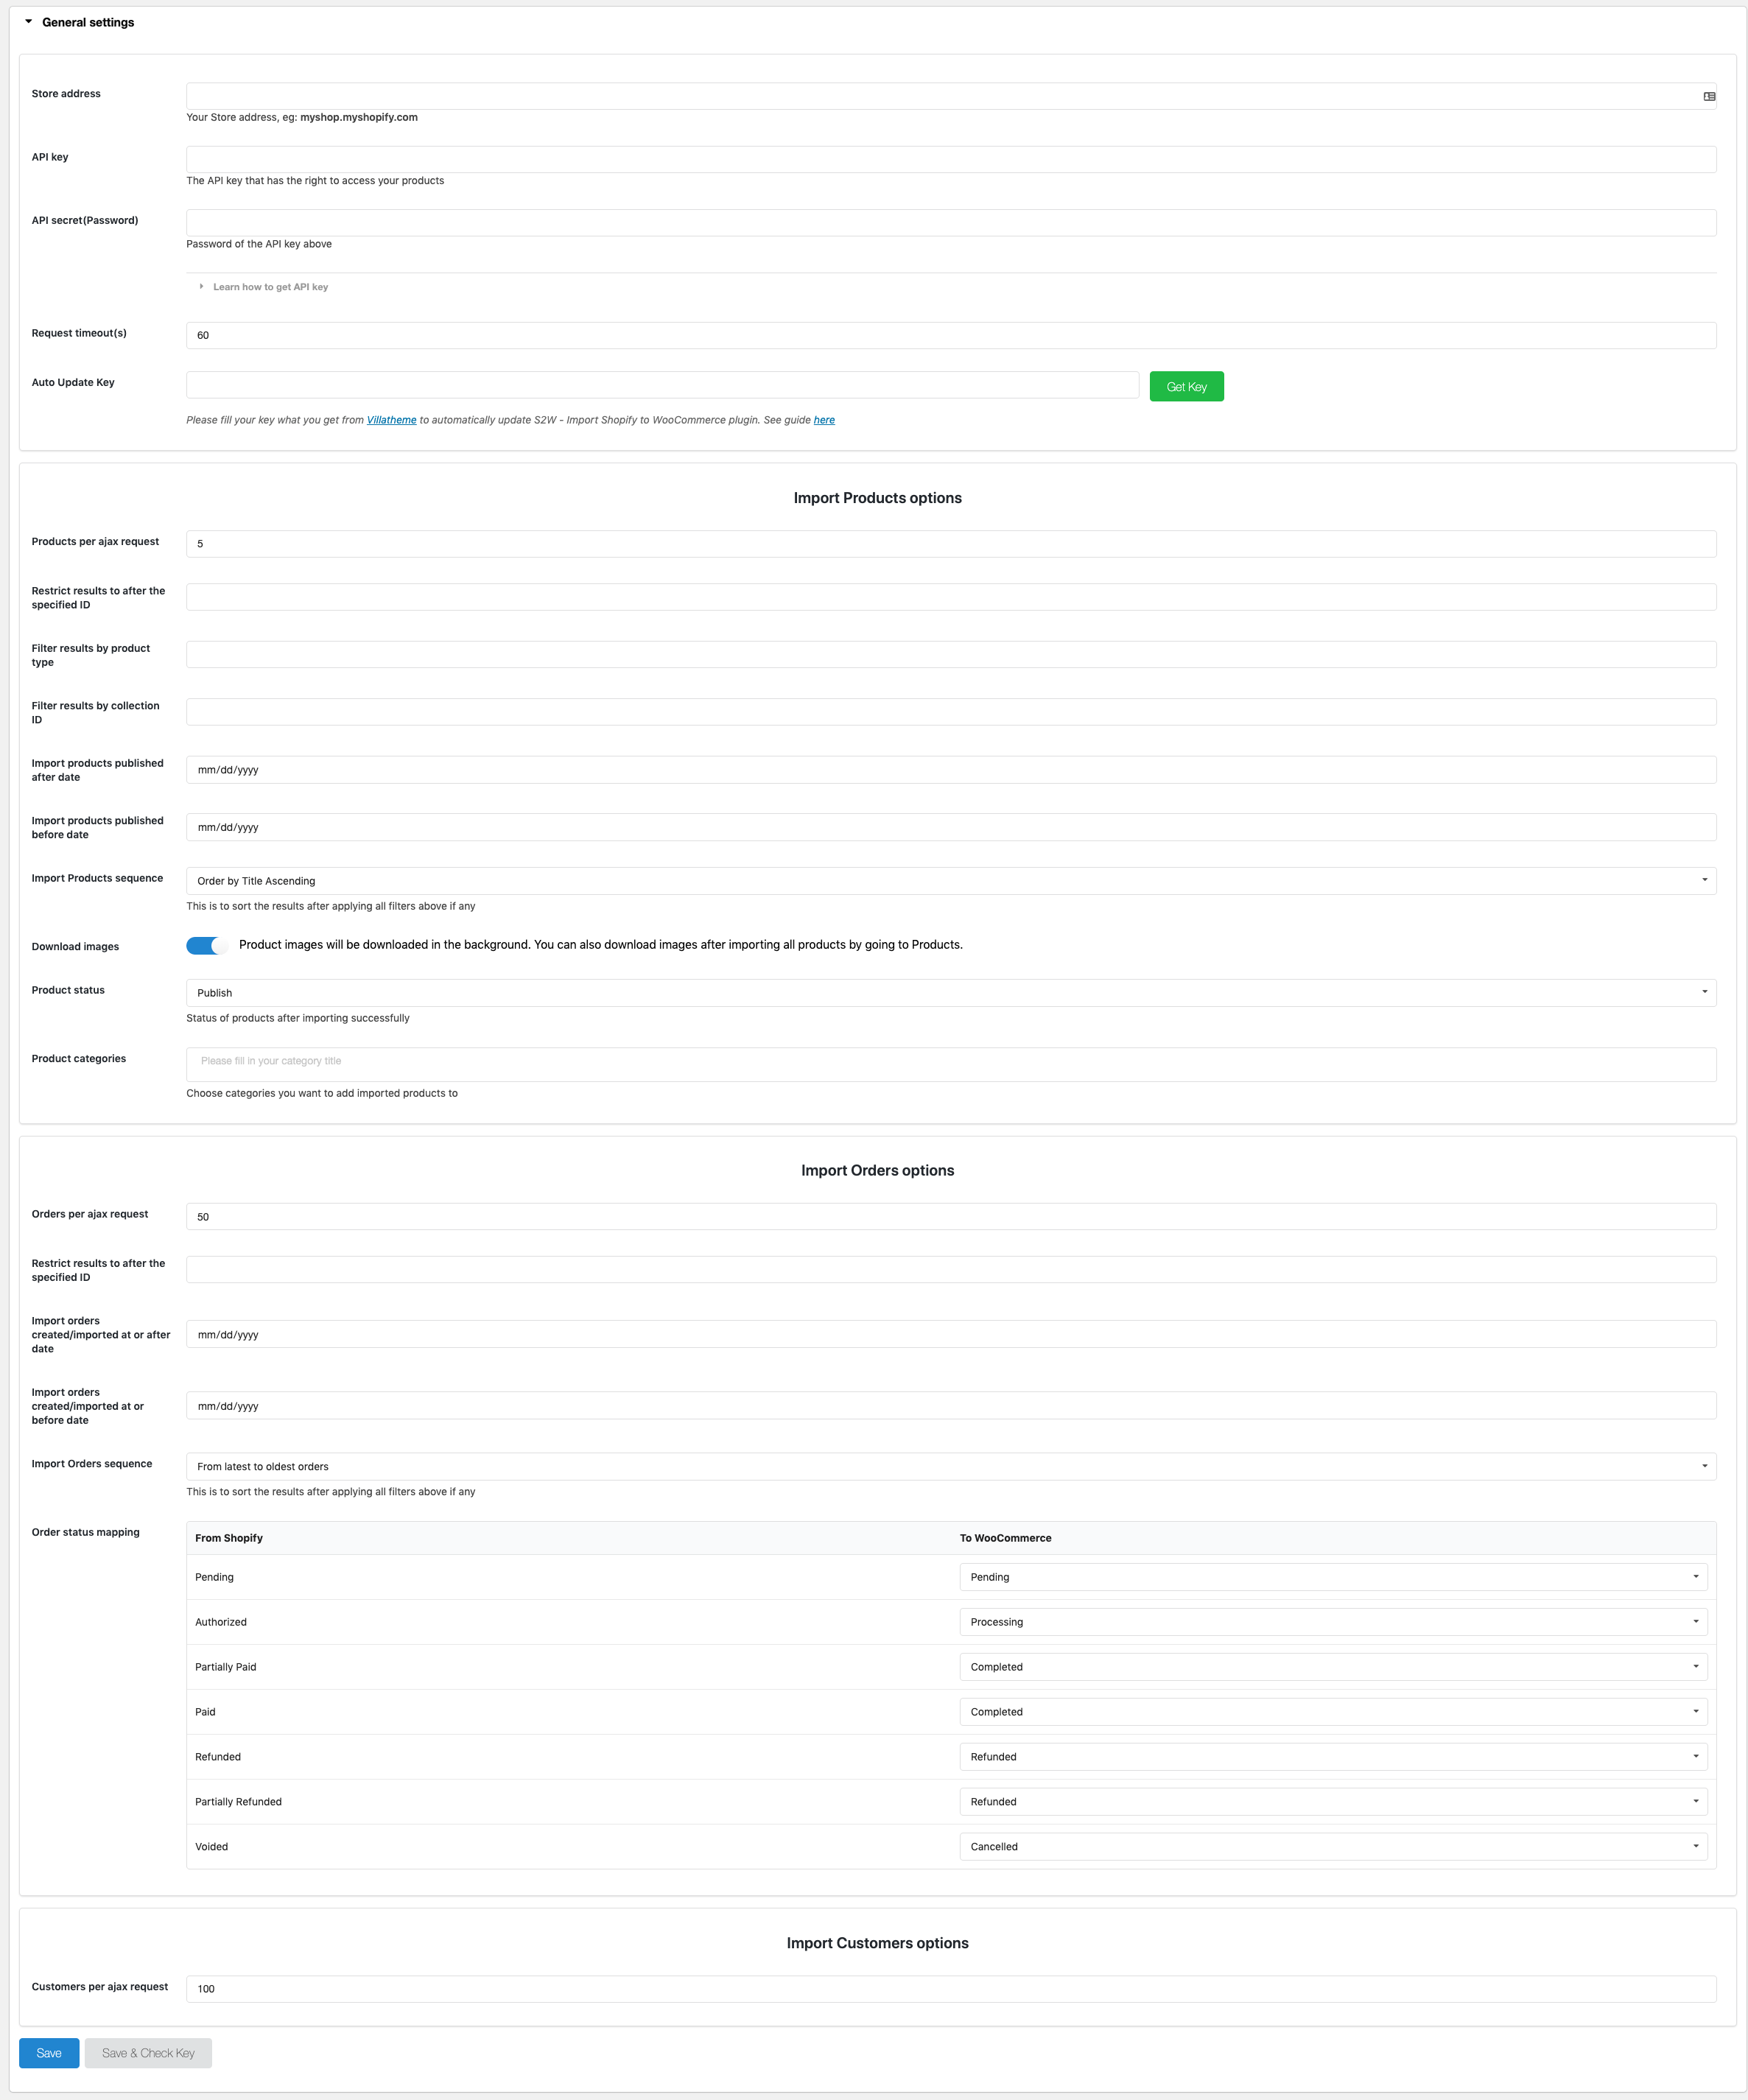 General settings
Store address
Your Store address, eg: myshop.myshopify.com
API key
The API key that has the right to access your products
API secret(Password)
Password of the API key above
Learn how to get API key
Request timeout(s)
60
Auto Update Key
Get Key
Please fill your key what you get from Villatheme to automatically update S2W - Import Shopify to WooCommerce plugin. See guide here
Import Products options
Products per ajax request
5
Restrict results to after the
specified ID
Filter results by product
type
Filter results by collection
ID
Import products published
after date
mm/dd/yyyy
Import products published
before date
mm/dd/yyyy
Import Products sequence
Order by Title Ascending
This is to sort the results after applying all filters above if any
Download images
Product images will be downloaded in the background. You can also download images after importing all products by going to Products.
Product status
Publish
Status of products after importing successfully
Product categories
Please fill in your category title
Choose categories you want to add imported products to
Import Orders options
Orders per ajax request
50
Restrict results to after the
specified ID
Import orders
created/imported at or after
date
mm/dd/yyyy
Import orders
created/imported at or
before date
mm/dd/yyyy
Import Orders sequence
From latest to oldest orders
This is to sort the results after applying all filters above if any
Order status mapping
From Shopify To WooCommerce
Pending Pending
Authorized Processing
Partially Paid Completed
Paid Completed
Refunded Refunded
Partially Refunded Refunded
Voided Cancelled
Import Customers options
Customers per ajax request
100
Save Save & Check Key